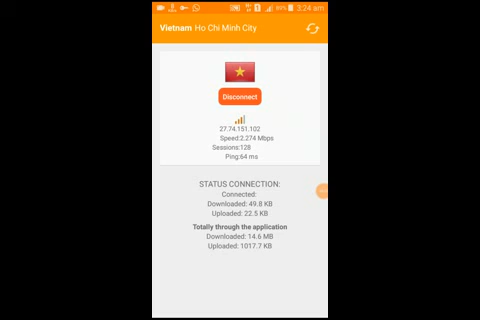 80% 3:24 am
Vietnam Ho Chi Minh City
Disconnect
27.74.151.102
Speed:2.274 Mbps
Sessions:128
Ping:64 ms
STATUS CONNECTION:
Connected:
Downloaded: 49.8 KB
Uploaded: 22.5 KB
Totally through the application
Downloaded: 14.6 MB
Uploaded: 1017.7 KB